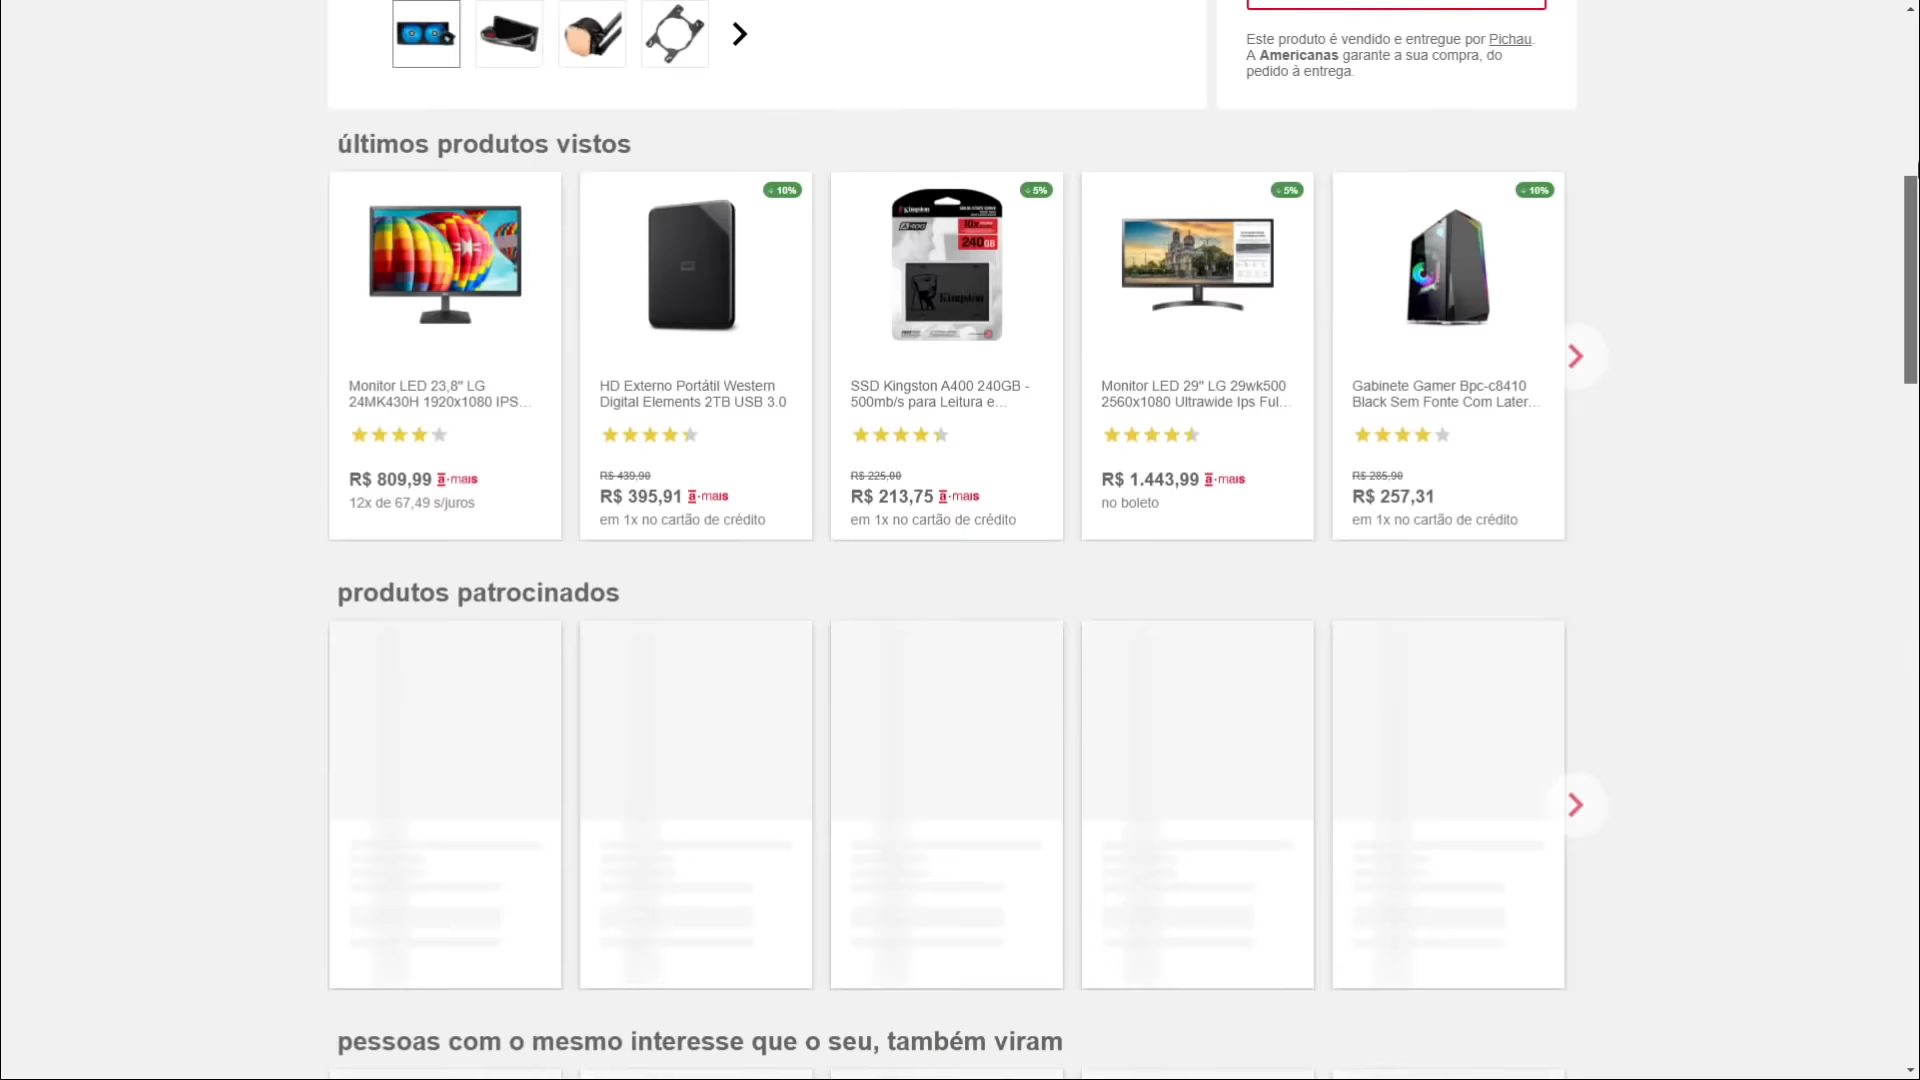 Este produto é vendido e entregue por Pichau.
A Americanas garante a sua compra, do
pedido à entrega.
últimos produtos vistos
10%
5%
5%
10%
Kingston
A400
10x
240GB
Kingston
Monitor LED 23,8" LG
24MK430H 1920x1080 IPS...
R$ 809,99 a·mais
12x de 67,49 s/juros
HD Externo Portátil Western
Digital Elements 2TB USB 3.0
R$ 439,90
R$ 395,91 a·mais
em 1x no cartão de crédito
SSD Kingston A400 240GB -
500mb/s para Leitura e...
R$ 225,00
R$ 213,75 a·mais
em 1x no cartão de crédito
Monitor LED 29" LG 29wk500
2560x1080 Ultrawide Ips Ful...
R$ 1.443,99 a·mais
no boleto
Gabinete Gamer Bpc-c8410
Black Sem Fonte Com Later...
R$ 285,90
R$ 257,31
em 1x no cartão de crédito
produtos patrocinados
pessoas com o mesmo interesse que o seu, também viram